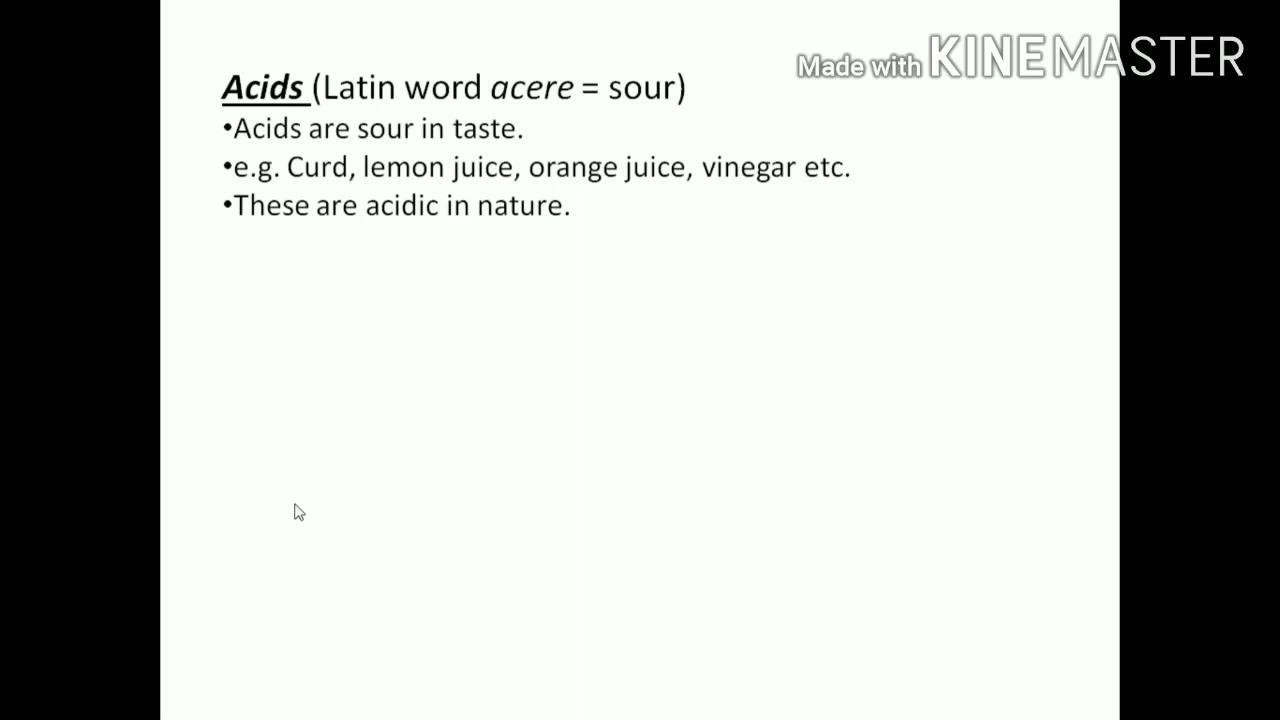 Made with KINEMASTER
Acids (Latin word acere = sour)
•Acids are sour in taste.
•e.g. Curd, lemon juice, orange juice, vinegar etc.
•These are acidic in nature.